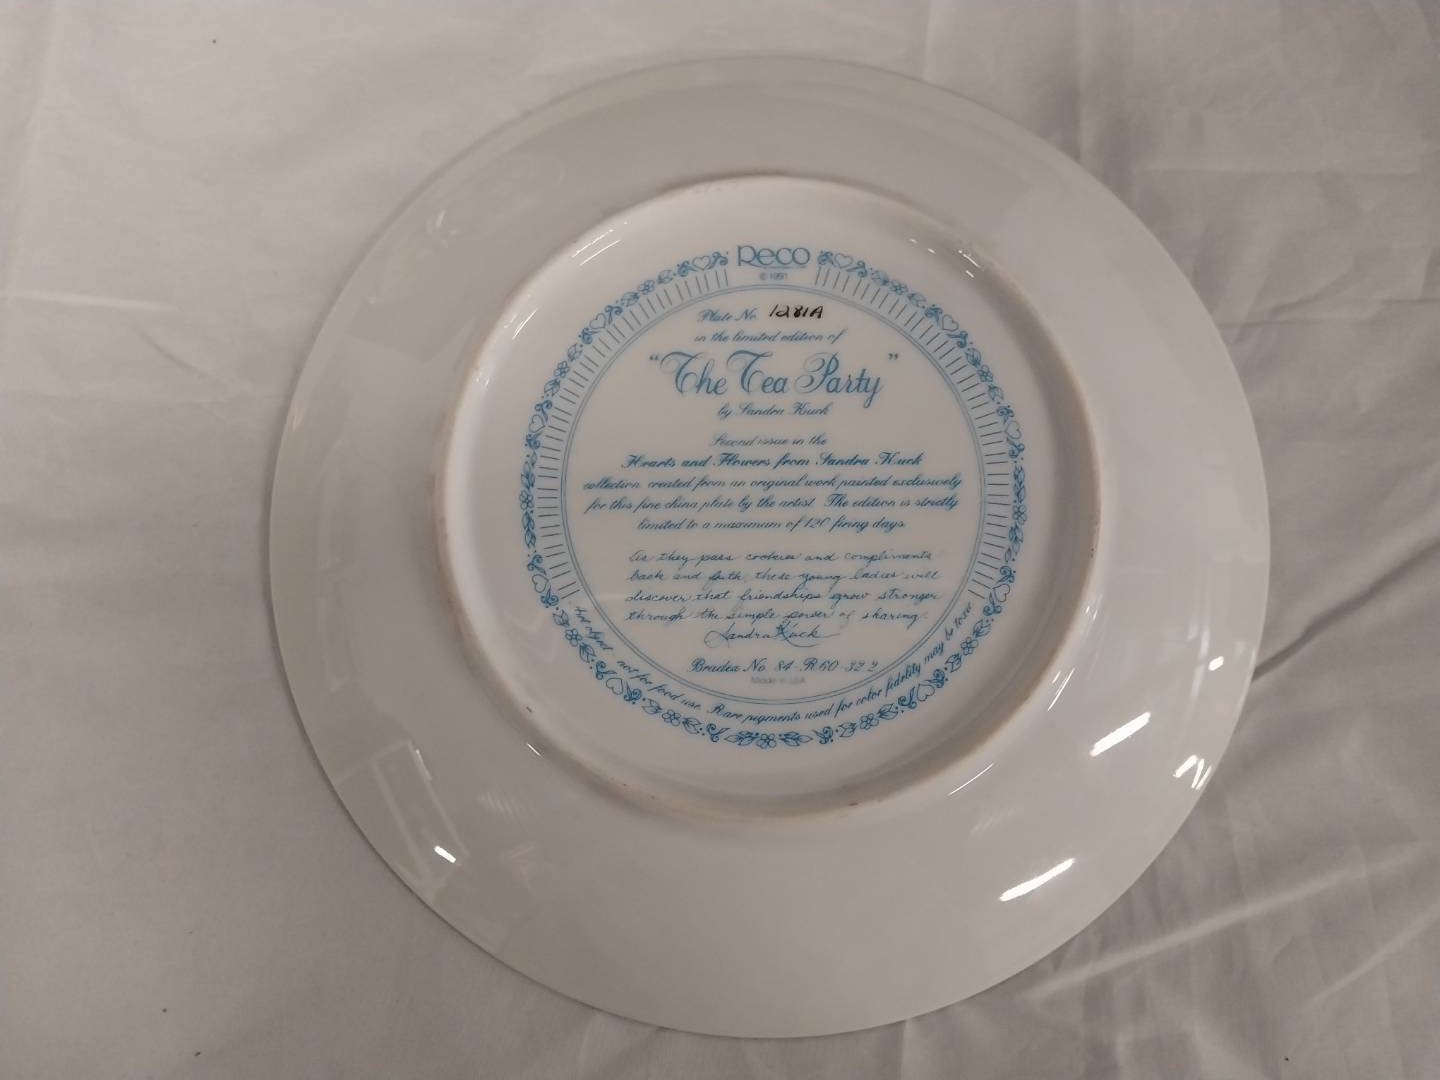 Reco
© 1991
Plate No. 1281A
in the limited edition of
"The Tea Party"
by Sandra Kuck
Second issue in the
Hearts and Flowers from Sandra Kuck
collection created from an original work painted exclusively
for this fine china plate by the artist. The edition is strictly
limited to a maximum of 120 firing days.
As they pass cookies and compliments
back and forth, these young ladies will
discover that friendships grow stronger
through the simple power of sharing.
Sandra Kuck
Bradex No. 84-R60-32.2
Made in USA
Art object not for food use. Rare pigments used for color fidelity may be toxic